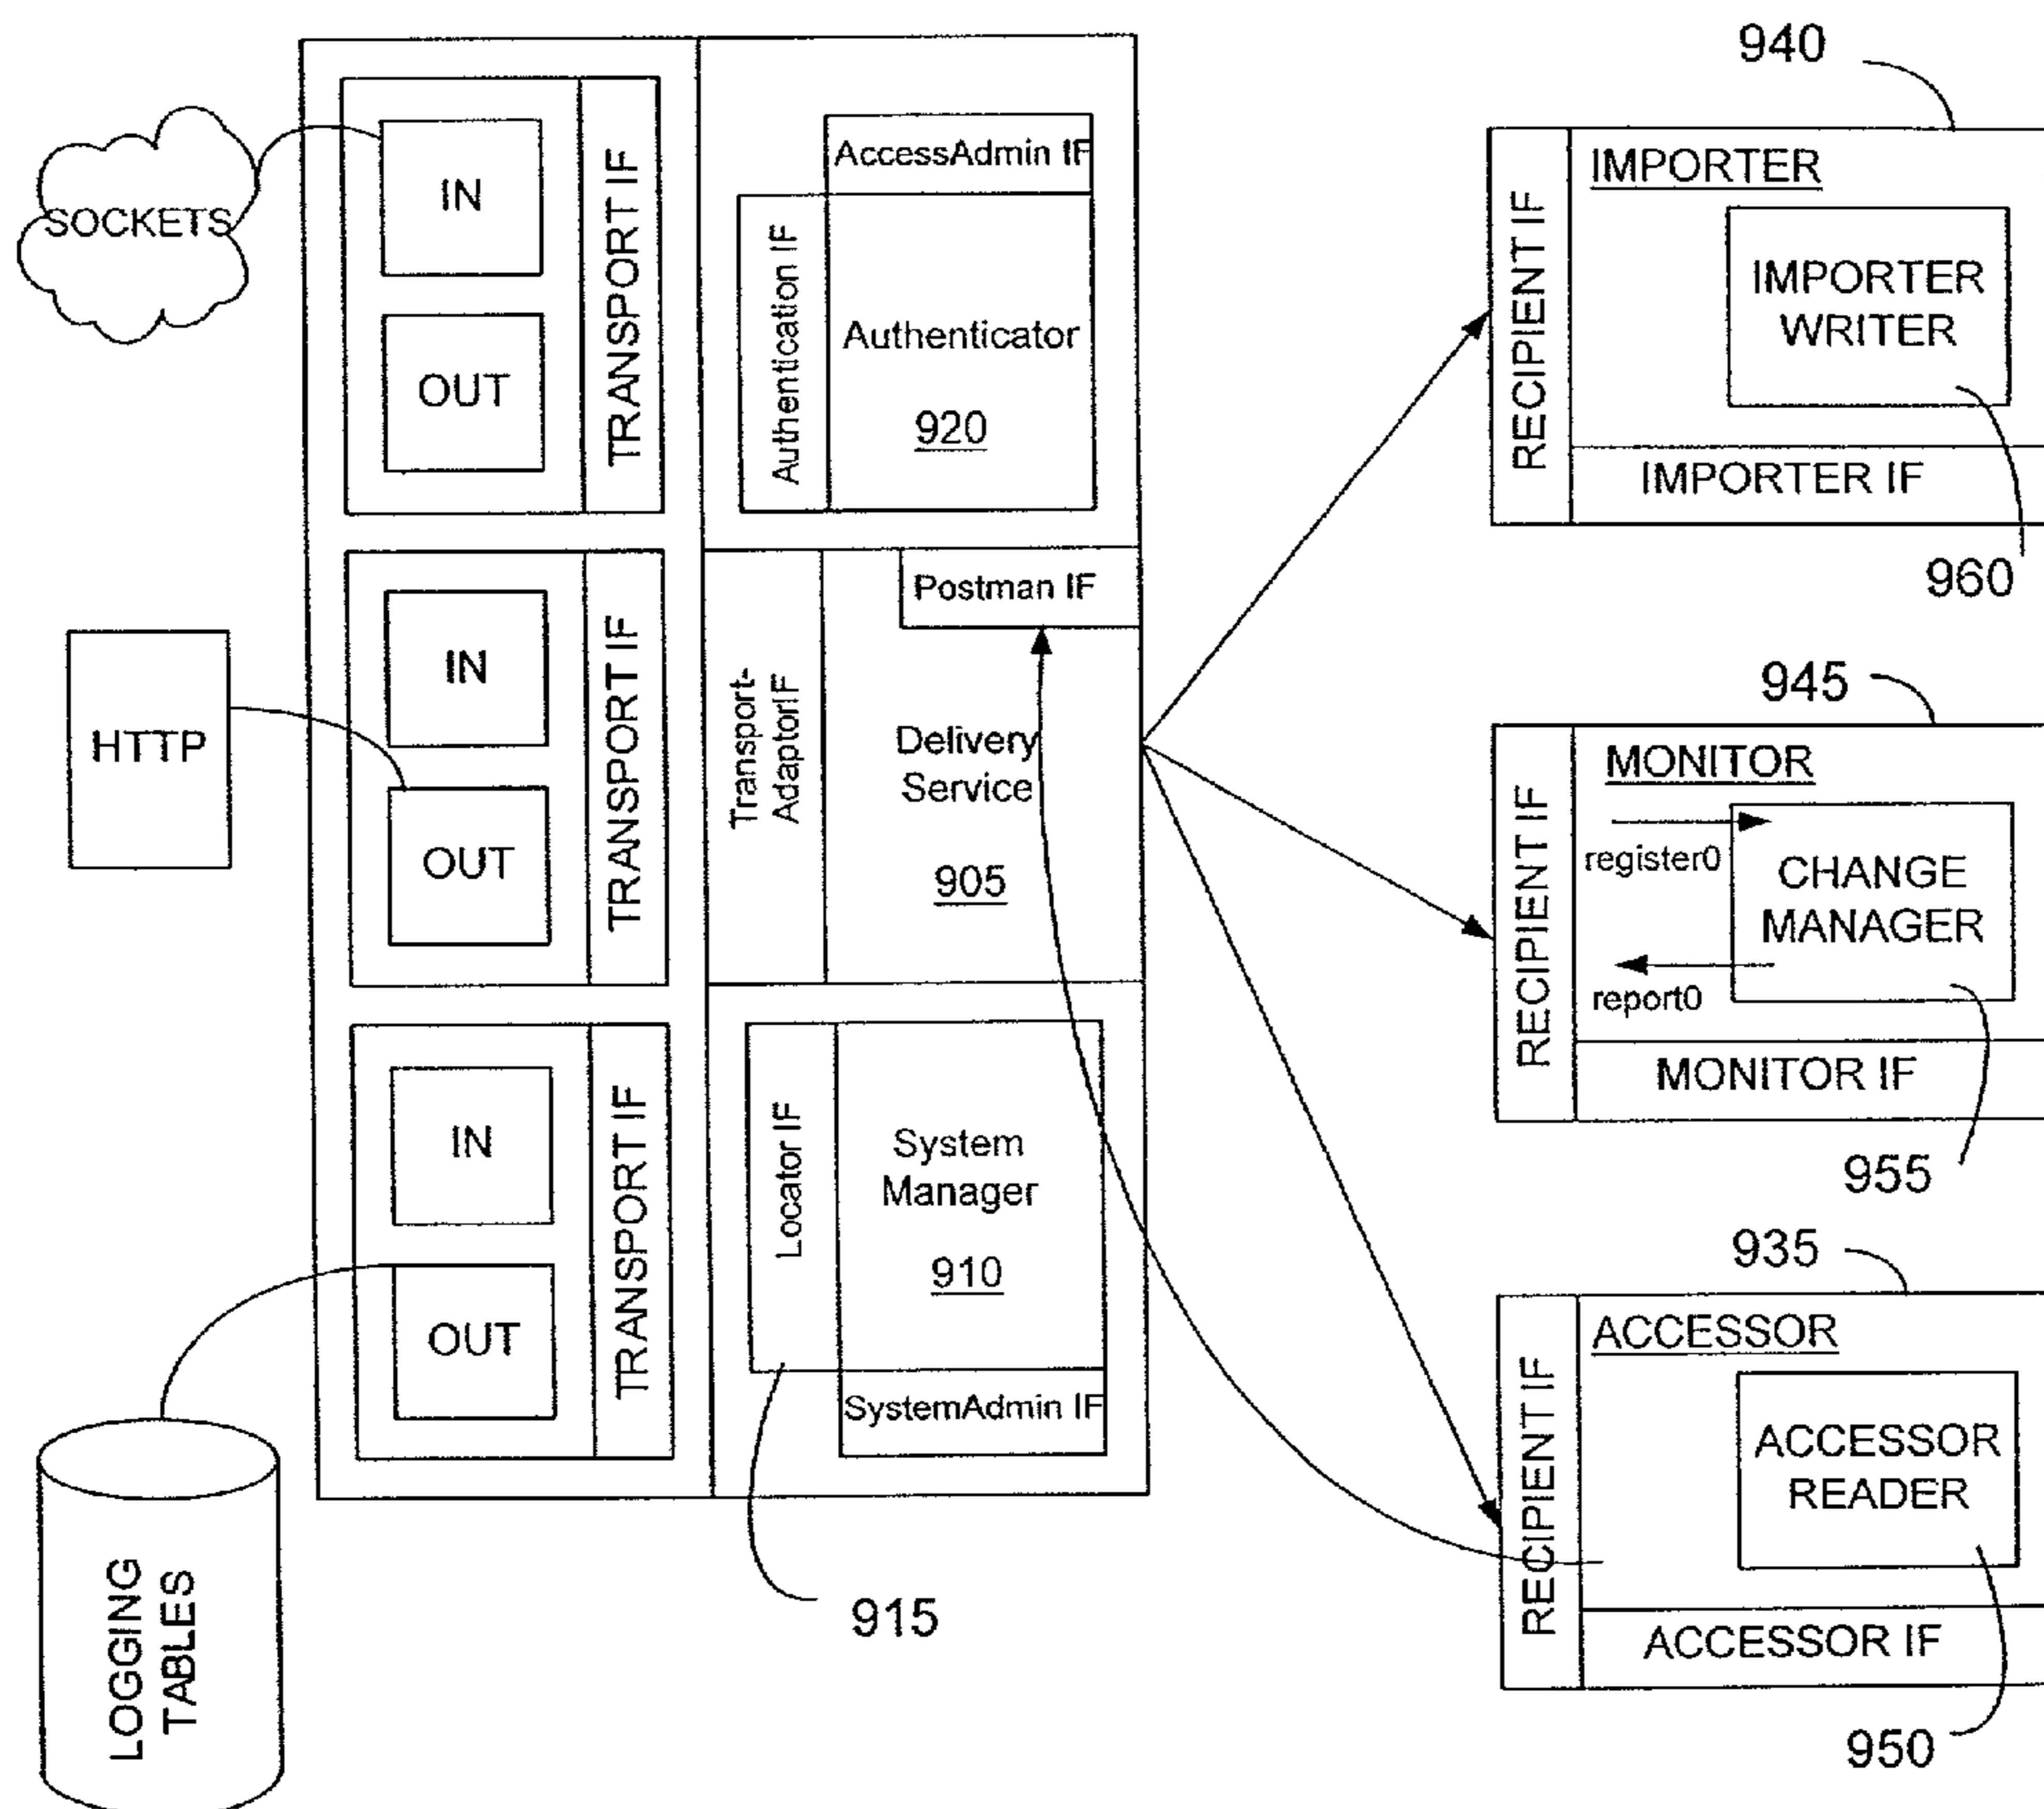 SOCKETS
HTTP
LOGGING
TABLES
IN
OUT
TRANSPORT IF
IN
OUT
TRANSPORT IF
IN
OUT
TRANSPORT IF
AccessAdmin IF
Authentication IF
Authenticator
920
Postman IF
Transport-
AdaptorIF
Delivery
Service
905
Locator IF
System
Manager
910
SystemAdmin IF
915
940
RECIPIENT IF
IMPORTER
IMPORTER
WRITER
IMPORTER IF
960
945
RECIPIENT IF
MONITOR
register0
CHANGE
MANAGER
report0
MONITOR IF
955
935
RECIPIENT IF
ACCESSOR
ACCESSOR
READER
ACCESSOR IF
950